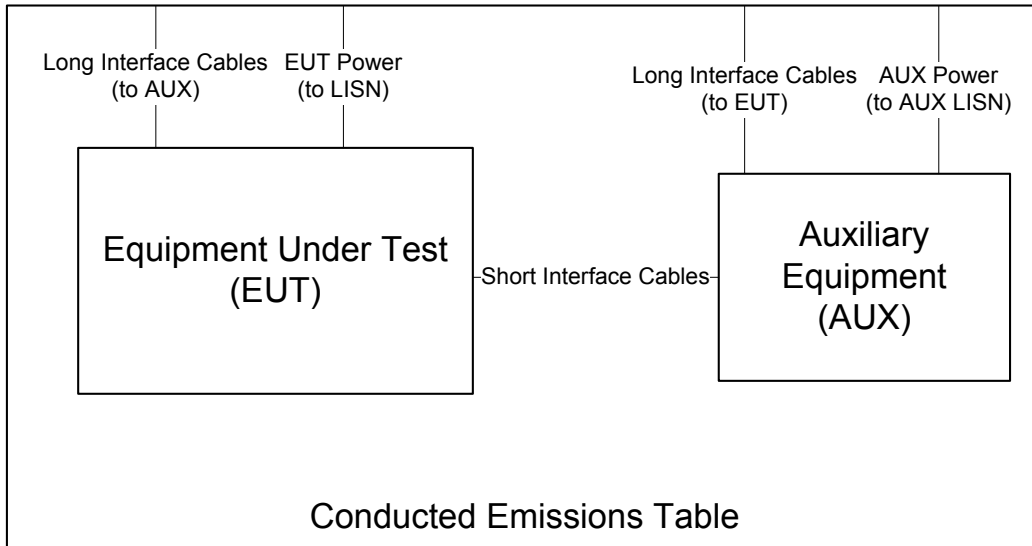 Long Interface Cables
(to AUX)
EUT Power
(to LISN)
Long Interface Cables
(to EUT)
AUX Power
(to AUX LISN)
Equipment Under Test
(EUT)
Short Interface Cables
Auxiliary
Equipment
(AUX)
Conducted Emissions Table